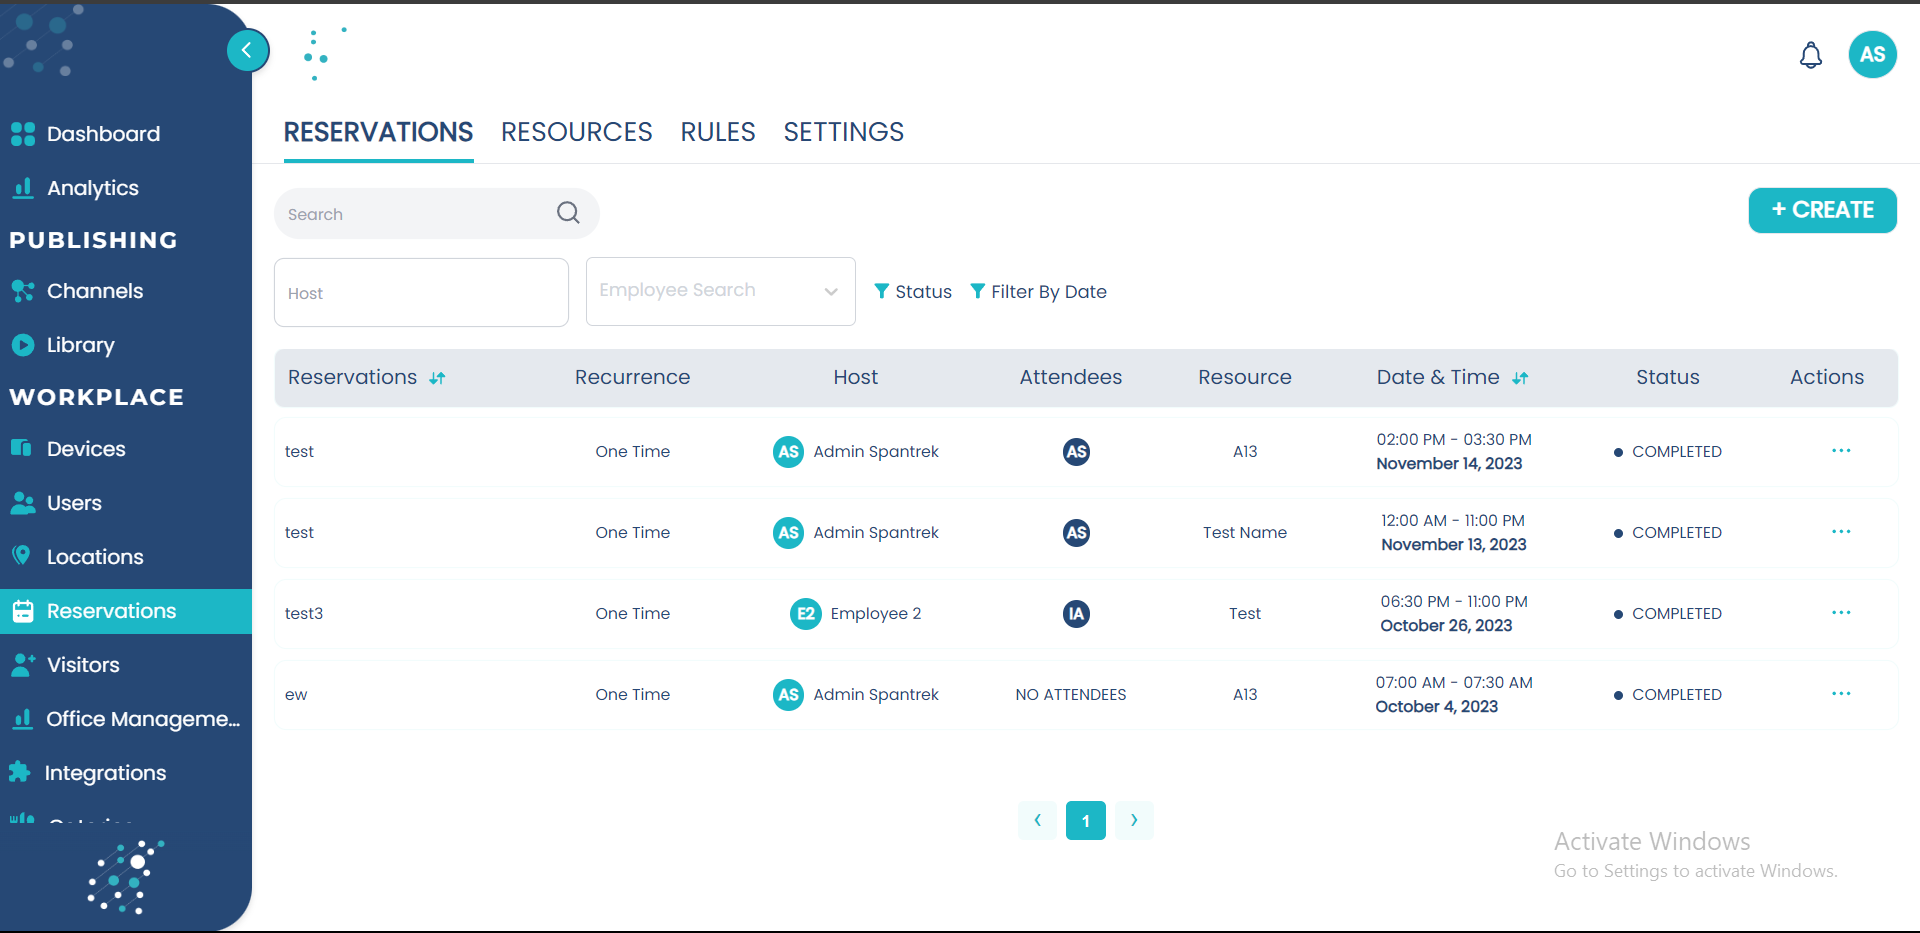 AS
Dashboard
Analytics
PUBLISHING
Channels
Library
WORKPLACE
Devices
Users
Locations
Reservations
Visitors
Office Manageme...
Integrations
RESERVATIONS RESOURCES RULES SETTINGS
Search
+ CREATE
Host
Employee Search
Status
Filter By Date
Reservations Recurrence Host Attendees Resource Date & Time Status Actions
test One Time AS Admin Spantrek AS A13 02:00 PM - 03:30 PM COMPLETED ...
November 14, 2023
test One Time AS Admin Spantrek AS Test Name 12:00 AM - 11:00 PM COMPLETED ...
November 13, 2023
test3 One Time E2 Employee 2 IA Test 06:30 PM - 11:00 PM COMPLETED ...
October 26, 2023
ew One Time AS Admin Spantrek NO ATTENDEES A13 07:00 AM - 07:30 AM COMPLETED ...
October 4, 2023
1
Activate Windows
Go to Settings to activate Windows.